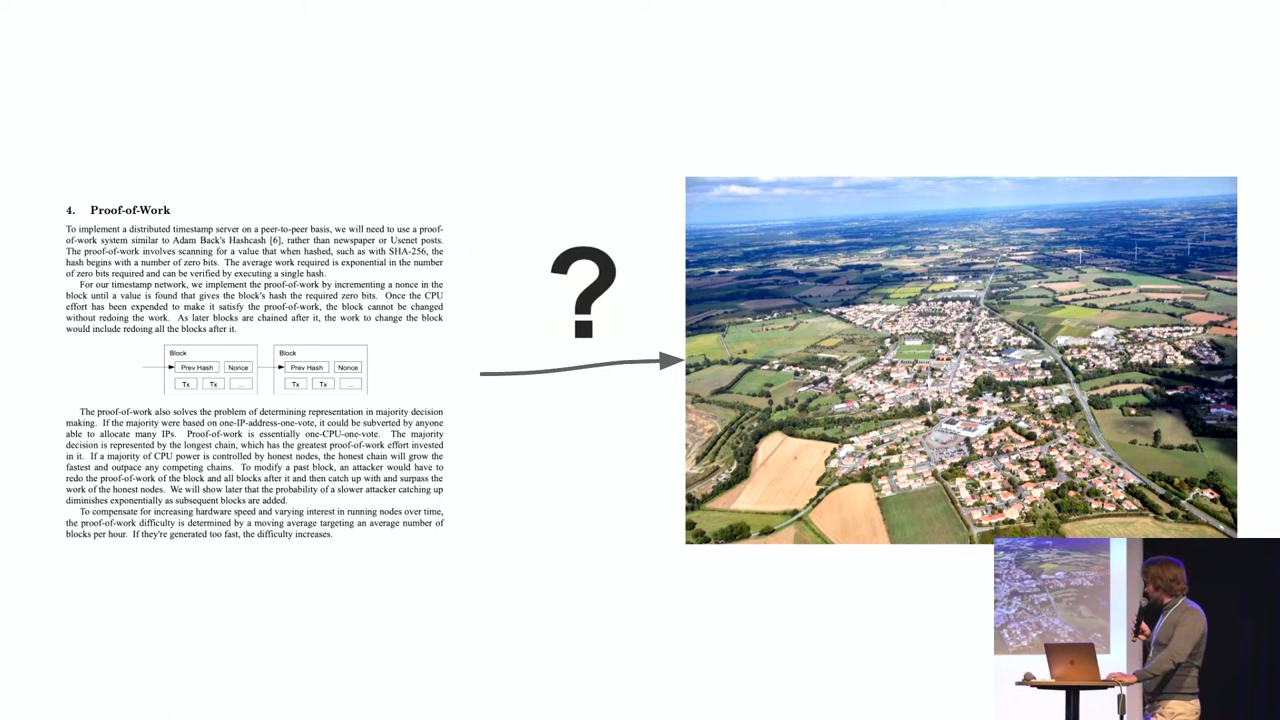 4. Proof-of-Work
To implement a distributed timestamp server on a peer-to-peer basis, we will need to use a proof-
of-work system similar to Adam Back's Hashcash [6], rather than newspaper or Usenet posts.
The proof-of-work involves scanning for a value that when hashed, such as with SHA-256, the
hash begins with a number of zero bits. The average work required is exponential in the number
of zero bits required and can be verified by executing a single hash.
For our timestamp network, we implement the proof-of-work by incrementing a nonce in the
block until a value is found that gives the block's hash the required zero bits. Once the CPU
effort has been expended to make it satisfy the proof-of-work, the block cannot be changed
without redoing the work. As later blocks are chained after it, the work to change the block
would include redoing all the blocks after it.
Block Block
Prev Hash Nonce Prev Hash Nonce
Tx Tx ... Tx Tx ...
The proof-of-work also solves the problem of determining representation in majority decision
making. If the majority were based on one-IP-address-one-vote, it could be subverted by anyone
able to allocate many IPs. Proof-of-work is essentially one-CPU-one-vote. The majority
decision is represented by the longest chain, which has the greatest proof-of-work effort invested
in it. If a majority of CPU power is controlled by honest nodes, the honest chain will grow the
fastest and outpace any competing chains. To modify a past block, an attacker would have to
redo the proof-of-work of the block and all blocks after it and then catch up with and surpass the
work of the honest nodes. We will show later that the probability of a slower attacker catching up
diminishes exponentially as subsequent blocks are added.
To compensate for increasing hardware speed and varying interest in running nodes over time,
the proof-of-work difficulty is determined by a moving average targeting an average number of
blocks per hour. If they're generated too fast, the difficulty increases.
?